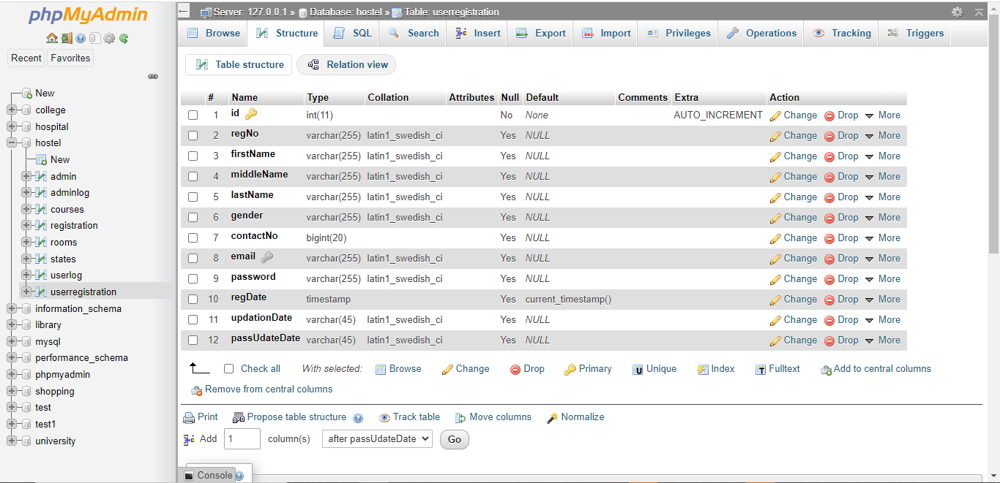 phpMyAdmin
Recent Favorites
New
college
hospital
hostel
New
admin
adminlog
courses
registration
rooms
states
userlog
userregistration
information_schema
library
mysql
performance_schema
phpmyadmin
shopping
test
test1
university
Server: 127.0.0.1 » Database: hostel » Table: userregistration
Browse Structure SQL Search Insert Export Import Privileges Operations Tracking Triggers
Table structure Relation view
# Name Type Collation Attributes Null Default Comments Extra Action
1 id int(11) No None AUTO_INCREMENT Change Drop More
2 regNo varchar(255) latin1_swedish_ci Yes NULL Change Drop More
3 firstName varchar(255) latin1_swedish_ci Yes NULL Change Drop More
4 middleName varchar(255) latin1_swedish_ci Yes NULL Change Drop More
5 lastName varchar(255) latin1_swedish_ci Yes NULL Change Drop More
6 gender varchar(255) latin1_swedish_ci Yes NULL Change Drop More
7 contactNo bigint(20) Yes NULL Change Drop More
8 email varchar(255) latin1_swedish_ci Yes NULL Change Drop More
9 password varchar(255) latin1_swedish_ci Yes NULL Change Drop More
10 regDate timestamp Yes current_timestamp() Change Drop More
11 updationDate varchar(45) latin1_swedish_ci Yes NULL Change Drop More
12 passUdateDate varchar(45) latin1_swedish_ci Yes NULL Change Drop More
Check all With selected: Browse Change Drop Primary Unique Index Fulltext Add to central columns
Remove from central columns
Print Propose table structure Track table Move columns Normalize
Add 1 column(s) after passUdateDate Go
Console